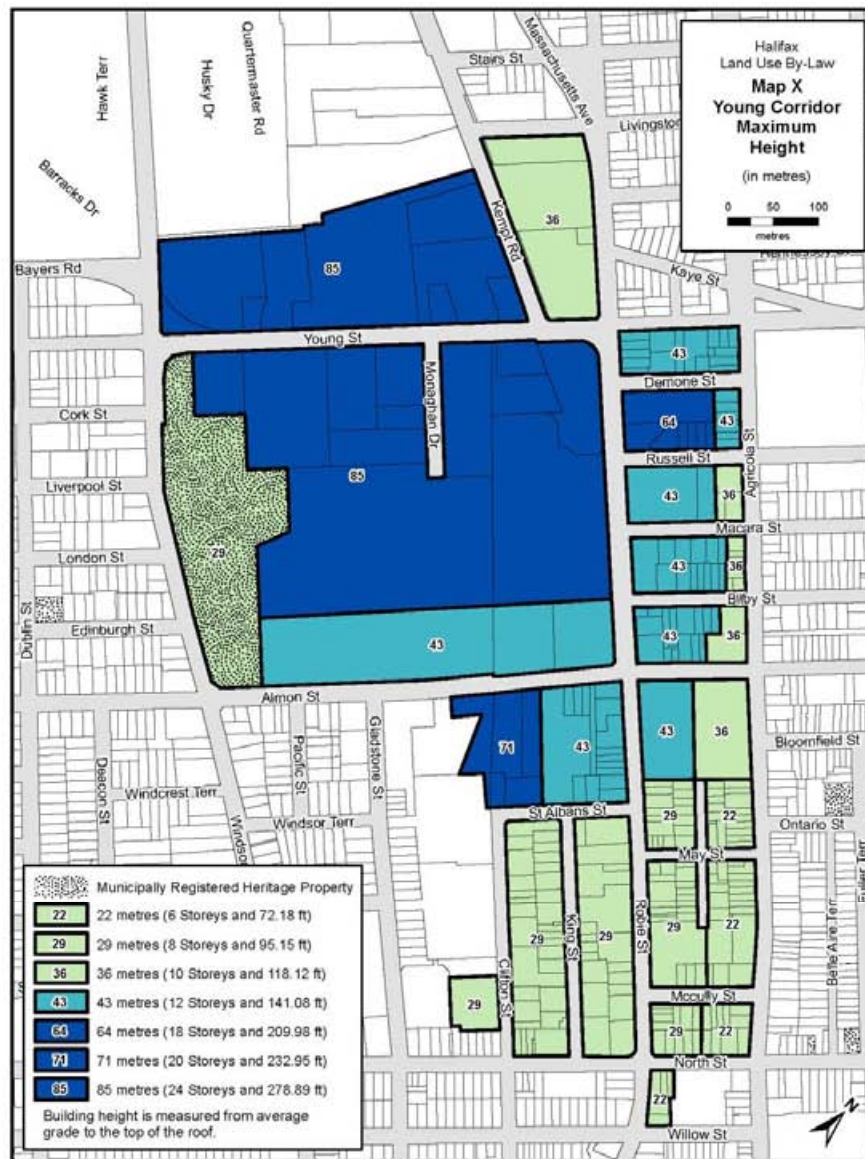 Halifax
Land Use By-Law
Map X
Young Corridor
Maximum
Height
(in metres)
0 50 100
metres
Hawk Terr
Husky Dr
Quartermaster Rd
Barracks Dr
Stairs St
Massachusetts Ave
Livingston
Kempt Rd
36
Kaye St
Bayers Rd
85
Young St
43
Demone St
Monaghan Dr
Cork St
64
43
Russell St
Agricola St
85
Liverpool St
43
36
Macara St
29
London St
43
36
Bilby St
Dublin St
Edinburgh St
43
43
36
Almon St
71
43
43
36
Bloomfield St
Gladstone St
Pacific St
Deacon St
Windcrest Terr
Windsor
Windsor Terr
St Albans St
29
22
Ontario St
May St
Fuller Terr
Belle Aire Terr
29
King St
29
Robie St
29
22
Clifton St
29
Mccully St
29
22
North St
22
Willow St
N
Municipally Registered Heritage Property
22 22 metres (6 Storeys and 72.18 ft)
29 29 metres (8 Storeys and 95.15 ft)
36 36 metres (10 Storeys and 118.12 ft)
43 43 metres (12 Storeys and 141.08 ft)
64 64 metres (18 Storeys and 209.98 ft)
71 71 metres (20 Storeys and 232.95 ft)
85 85 metres (24 Storeys and 278.89 ft)
Building height is measured from average
grade to the top of the roof.